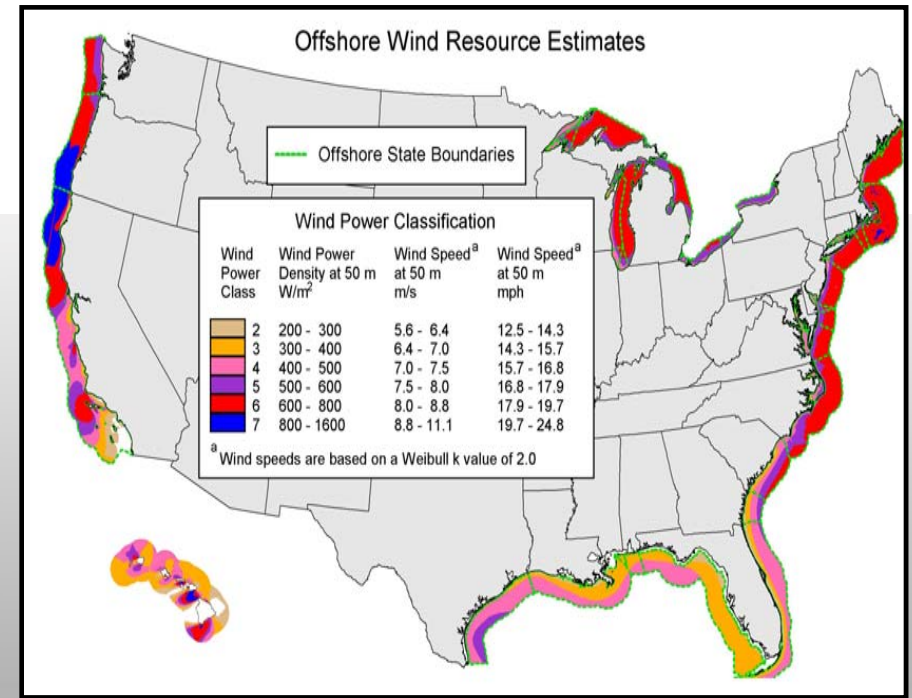 Offshore Wind Resource Estimates
Offshore State Boundaries
Wind Power Classification
Wind Power Class Wind Power Density at 50 m W/m² Wind Speedᵃ at 50 m m/s Wind Speedᵃ at 50 m mph
2 200 - 300 5.6 - 6.4 12.5 - 14.3
3 300 - 400 6.4 - 7.0 14.3 - 15.7
4 400 - 500 7.0 - 7.5 15.7 - 16.8
5 500 - 600 7.5 - 8.0 16.8 - 17.9
6 600 - 800 8.0 - 8.8 17.9 - 19.7
7 800 - 1600 8.8 - 11.1 19.7 - 24.8
ᵃ Wind speeds are based on a Weibull k value of 2.0